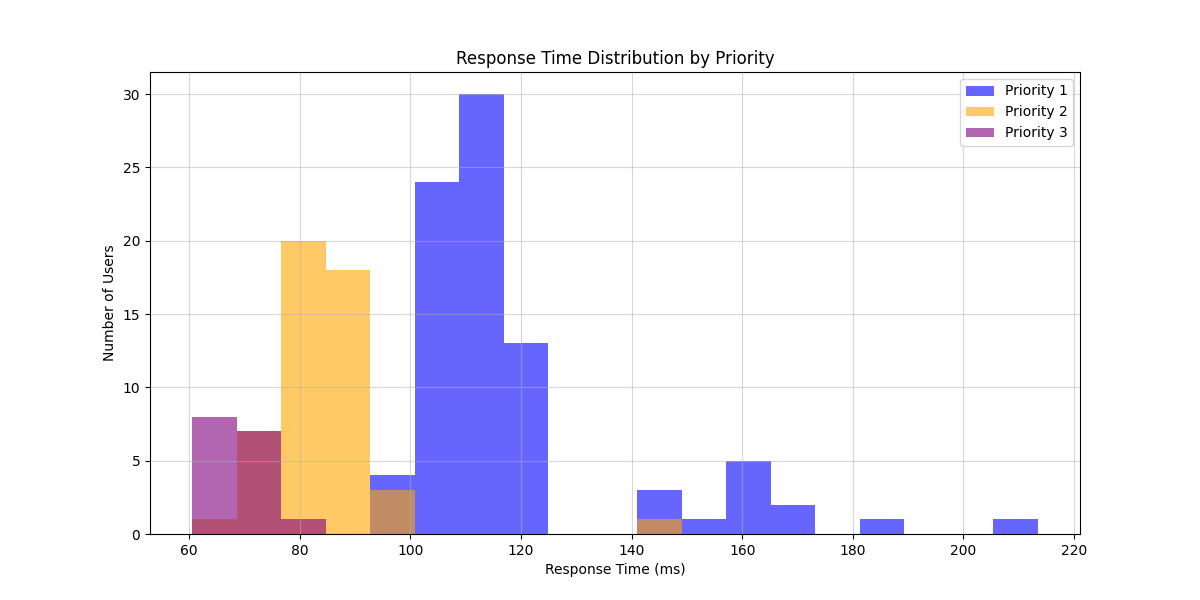 Response Time Distribution by Priority
Priority 1
Priority 2
Priority 3
Number of Users
30
25
20
15
10
5
0
60 80 100 120 140 160 180 200 220
Response Time (ms)